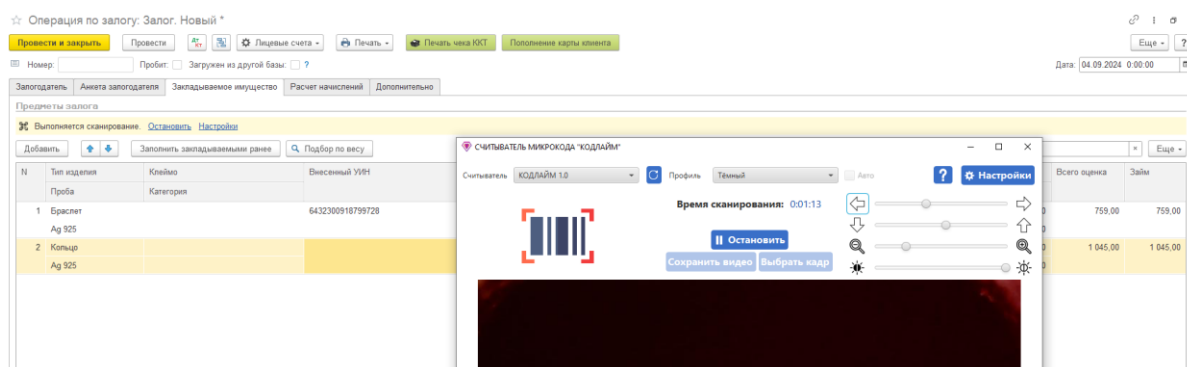 Операция по залогу: Залог. Новый *
Провести и закрыть Провести Дт Кт Лицевые счета Печать Печать чека ККТ Пополнение карты клиента Еще ?
Номер: Пробит: Загружен из другой базы: ? Дата: 04.09.2024 0:00:00
Залогодатель Анкета залогодателя Закладываемое имущество Расчет начислений Дополнительно
Предметы залога
Выполняется сканирование. Остановить Настройки
Добавить Заполнить закладываемыми ранее Подбор по весу × Еще
N Тип изделия Клеймо Внесенный УИН Всего оценка Займ
Проба Категория
1 Браслет 6432300918799728 759,00 759,00
Ag 925
2 Кольцо 1 045,00 1 045,00
Ag 925
СЧИТЫВАТЕЛЬ МИКРОКОДА "КОДЛАЙМ"
Считыватель КОДЛАЙМ 1.0 Профиль Тёмный Авто ? Настройки
Время сканирования: 0:01:13
Остановить
Сохранить видео Выбрать кадр